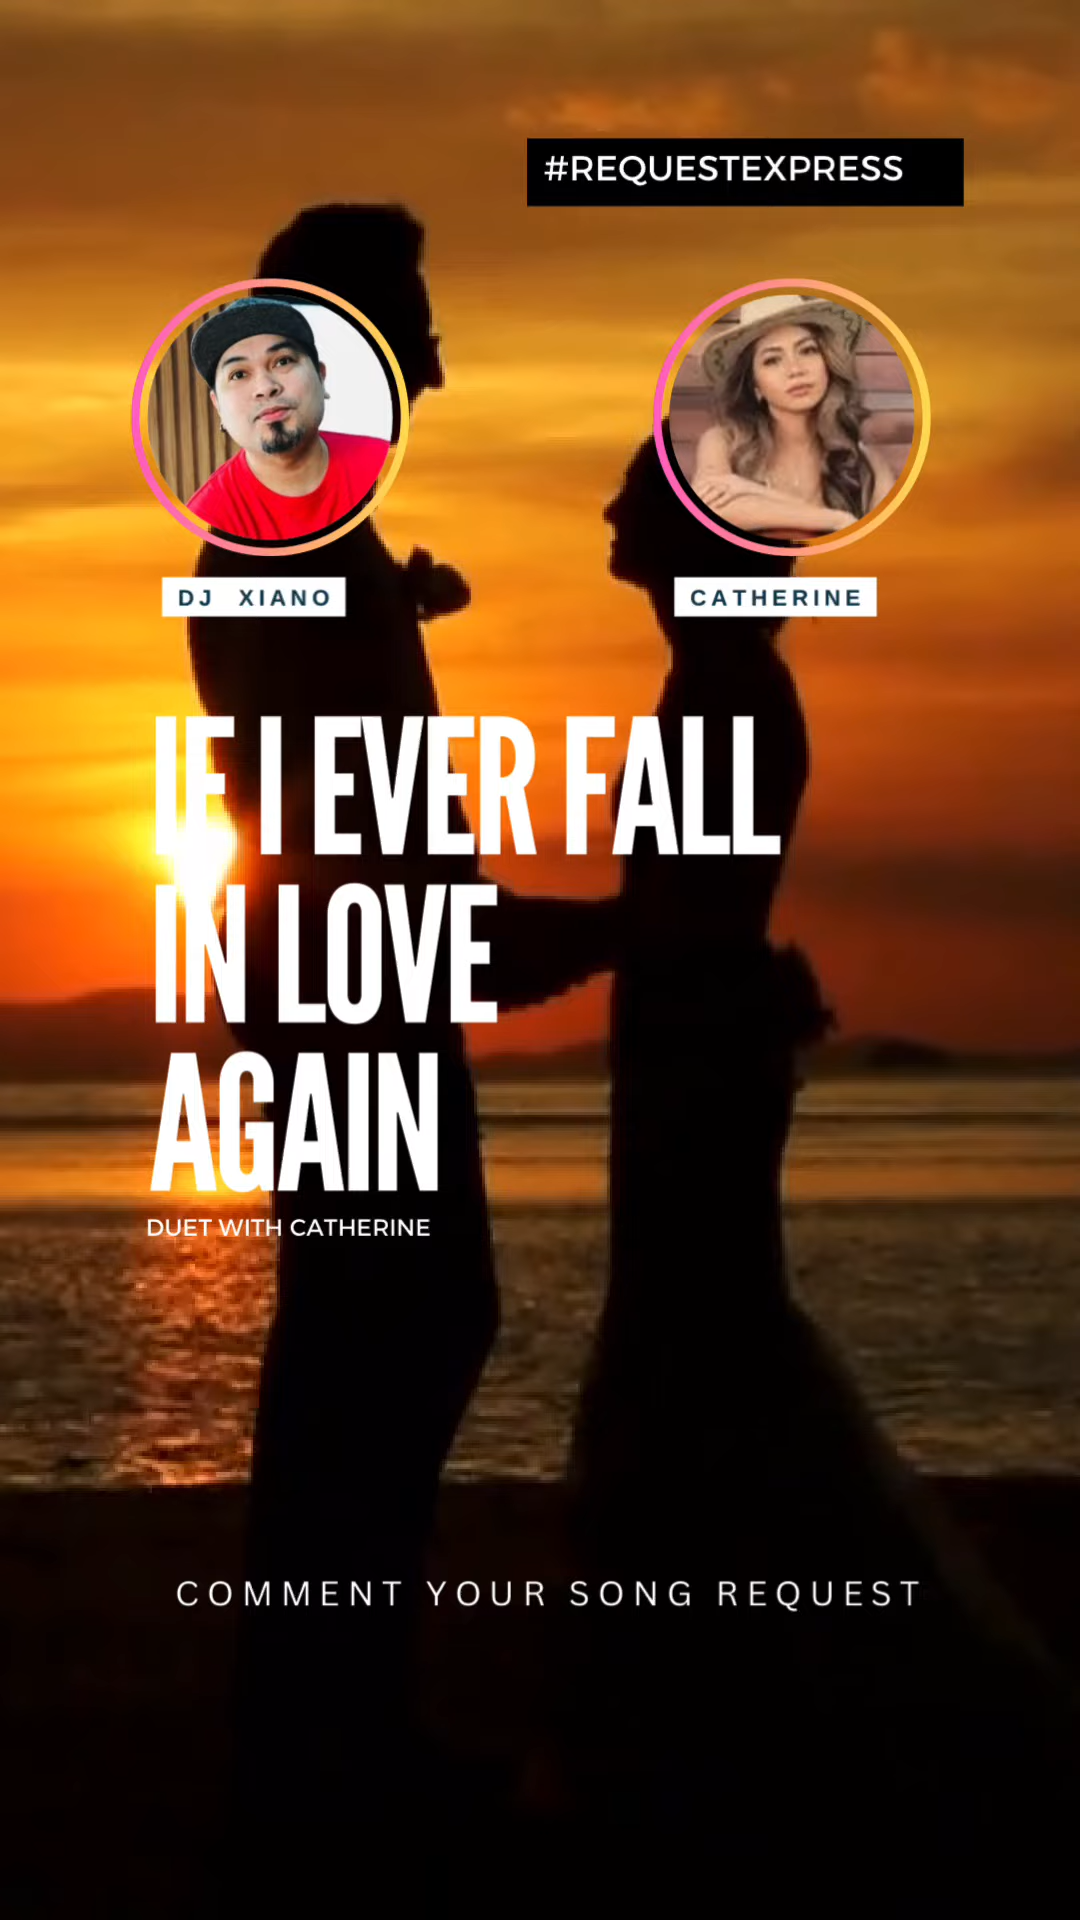 #REQUESTEXPRESS
DJ XIANO
CATHERINE
IF I EVER FALL
IN LOVE
AGAIN
DUET WITH CATHERINE
COMMENT YOUR SONG REQUEST